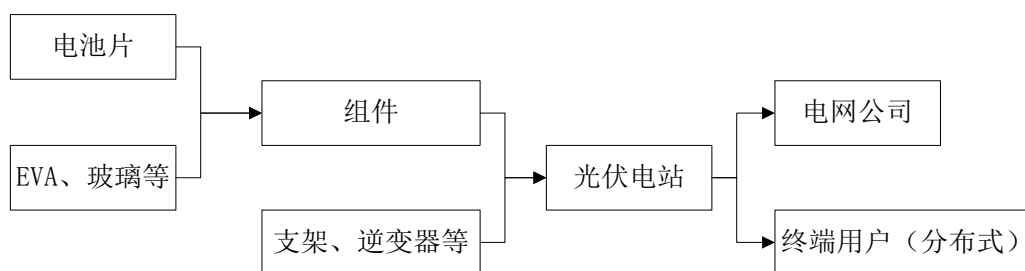 电池片
EVA、玻璃等
组件
支架、逆变器等
光伏电站
电网公司
终端用户（分布式）